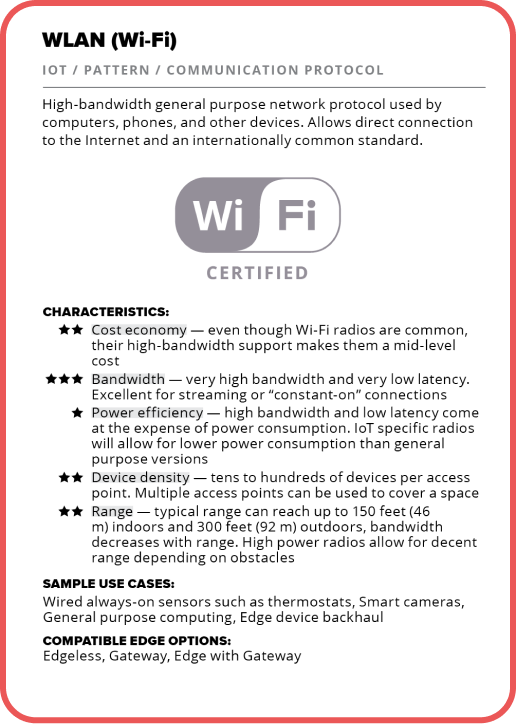 WLAN (Wi-Fi)
IOT / PATTERN / COMMUNICATION PROTOCOL
High-bandwidth general purpose network protocol used by
computers, phones, and other devices. Allows direct connection
to the Internet and an internationally common standard.
Wi Fi
CERTIFIED
CHARACTERISTICS:
★★ Cost economy — even though Wi-Fi radios are common,
their high-bandwidth support makes them a mid-level
cost
★★★ Bandwidth — very high bandwidth and very low latency.
Excellent for streaming or “constant-on” connections
★ Power efficiency — high bandwidth and low latency come
at the expense of power consumption. IoT specific radios
will allow for lower power consumption than general
purpose versions
★★ Device density — tens to hundreds of devices per access
point. Multiple access points can be used to cover a space
★★ Range — typical range can reach up to 150 feet (46
m) indoors and 300 feet (92 m) outdoors, bandwidth
decreases with range. High power radios allow for decent
range depending on obstacles
SAMPLE USE CASES:
Wired always-on sensors such as thermostats, Smart cameras,
General purpose computing, Edge device backhaul
COMPATIBLE EDGE OPTIONS:
Edgeless, Gateway, Edge with Gateway